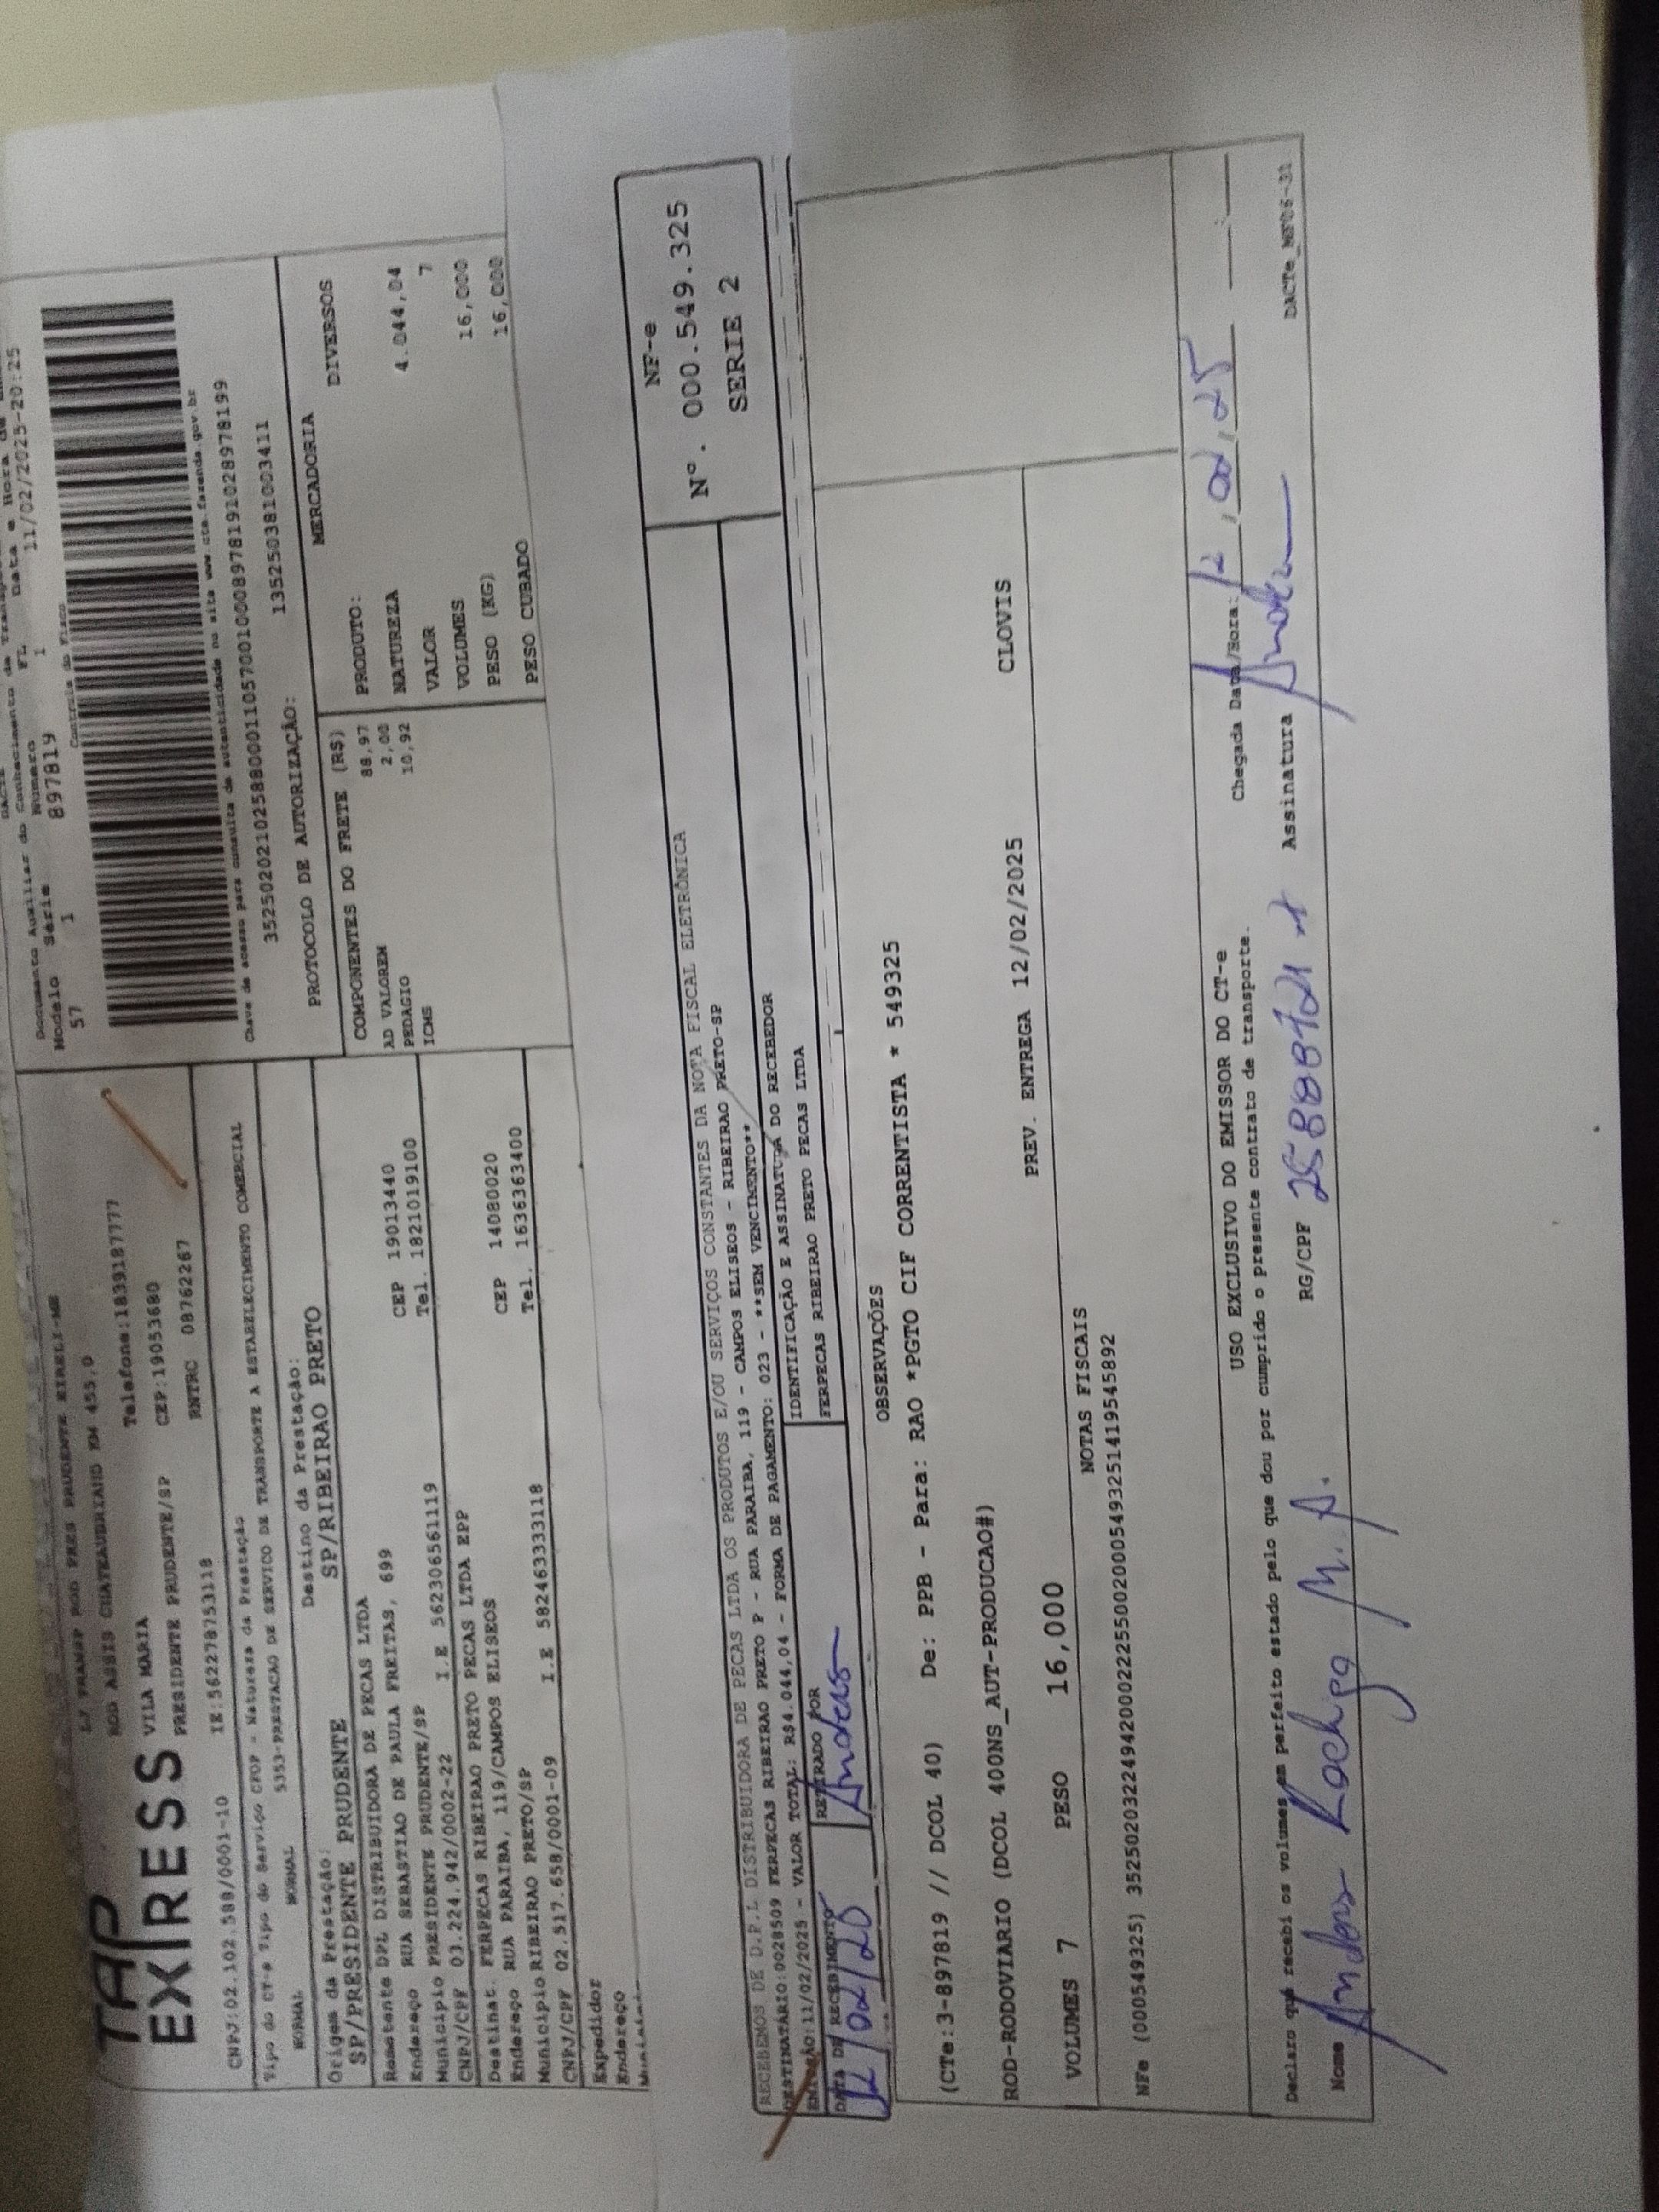 TAP
EXPRESS
LJ TRANSP ROD PRES PRUDENTE EIRELI-ME
ROD ASSIS CHATEAUBRIAND KM 455,0
Telefone:1839187777
VILA MARIA
PRESIDENTE PRUDENTE/SP CEP:19053680
RNTRC 08762267
CNPJ:02.102.588/0001-10 IE:562278753118
Documento Auxiliar do Conhecimento de
Modelo Serie Numero FL Data e Hora de
57 1 897819 1 11/02/2025-20:25
Controle do Fisco
Chave de acesso para consulta de autenticidade no site www.cte.fazenda.gov.br
35250202102588000110570010008978191028978199
PROTOCOLO DE AUTORIZAÇÃO: 135250381003411
Tipo do CT-e Tipo do Serviço CFOP - Natureza da Prestação
NORMAL NORMAL 5353-PRESTACAO DE SERVICO DE TRANSPORTE A ESTABELECIMENTO COMERCIAL
Origem da Prestação: Destino da Prestação:
SP/PRESIDENTE PRUDENTE SP/RIBEIRAO PRETO
Remetente DPL DISTRIBUIDORA DE PECAS LTDA
Endereço RUA SEBASTIAO DE PAULA FREITAS, 699
Municipio PRESIDENTE PRUDENTE/SP CEP 19013440
CNPJ/CPF 03.224.942/0002-22 I.E 562306561119 Tel. 1821019100
Destinat. FERPECAS RIBEIRAO PRETO PECAS LTDA EPP
Endereço RUA PARAIBA, 119/CAMPOS ELISEOS
Municipio RIBEIRAO PRETO/SP CEP 14080020
CNPJ/CPF 02.517.658/0001-09 I.E 582463333118 Tel. 1636363400
Expedidor
Endereço
COMPONENTES DO FRETE (R$)
AD VALOREM 88,97
PEDAGIO 2,00
ICMS 10,92
MERCADORIA
PRODUTO: DIVERSOS
NATUREZA
VALOR 4.044,04
VOLUMES 7
PESO (KG) 16,000
PESO CUBADO 16,000
RECEBEMOS DE D.P.L DISTRIBUIDORA DE PECAS LTDA OS PRODUTOS E/OU SERVIÇOS CONSTANTES DA NOTA FISCAL ELETRÔNICA
DESTINATÁRIO:0028509 FERPECAS RIBEIRAO PRETO P - RUA PARAIBA, 119 - CAMPOS ELISEOS - RIBEIRAO PRETO-SP
EMISSÃO:11/02/2025 - VALOR TOTAL: R$4.044,04 - FORMA DE PAGAMENTO: 023 - **SEM VENCIMENTO**
NF-e
Nº. 000.549.325
SERIE 2
DATA DE RECEBIMENTO RETIRADO POR IDENTIFICAÇÃO E ASSINATURA DO RECEBEDOR
12/02/25 Anderson FERPECAS RIBEIRAO PRETO PECAS LTDA
OBSERVAÇÕES
(CTe:3-897819 // DCOL 40) De: PPB - Para: RAO *PGTO CIF CORRENTISTA * 549325
ROD-RODOVIARIO (DCOL 400NS_AUT-PRODUCAO#)
VOLUMES 7 PESO 16,000 PREV. ENTREGA 12/02/2025 CLOVIS
NOTAS FISCAIS
NFe (000549325) 35250203224942000222550020005493251419545892
USO EXCLUSIVO DO EMISSOR DO CT-e
Declaro que recebi os volumes em perfeito estado pelo que dou por cumprido o presente contrato de transporte.
Chegada Data/Hora: 12,02,25
Nome Anderson Rodrigo M. A. RG/CPF Assinatura Anderson
DACTe_NF06-31